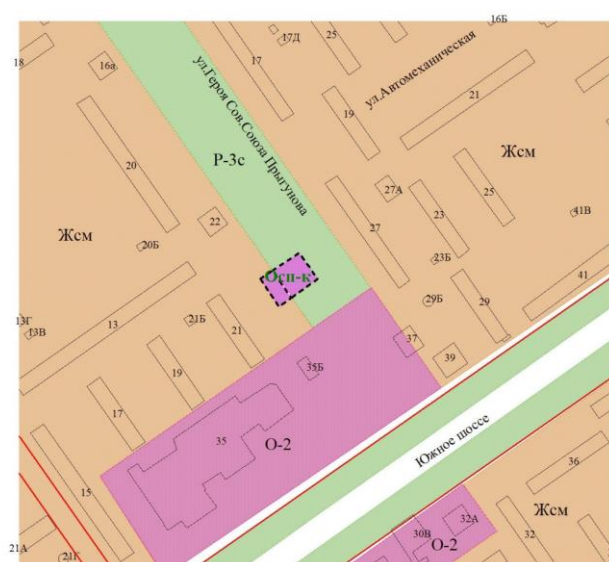 16Б
17Д
25
18
17
16а
ул.Героя Сов.Союза Прыгунова
ул.Автомеханическая
21
19
Р-3с
Жсм
20
27А
25
27
23
41В
22
Жсм
20Б
23Б
Осп-к
41
29Б
29
13Г
13В
13
21Б
21
37
39
19
35Б
17
35
О-2
Южное шоссе
36
15
Жсм
32А
30В
32
О-2
21А
21Г